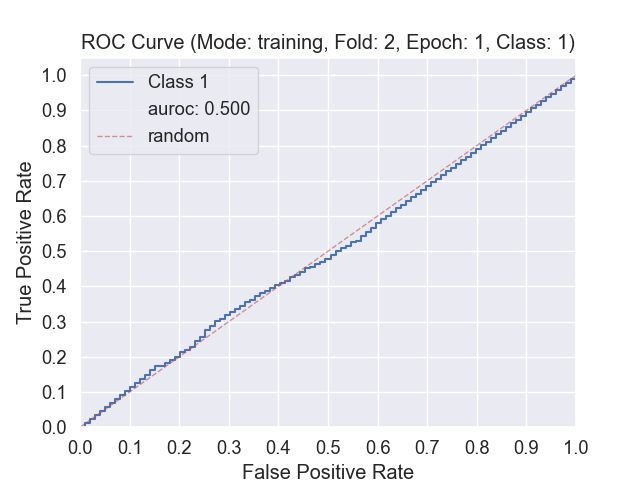 ROC Curve (Mode: training, Fold: 2, Epoch: 1, Class: 1)
Class 1
auroc: 0.500
random
True Positive Rate
1.0
0.9
0.8
0.7
0.6
0.5
0.4
0.3
0.2
0.1
0.0
0.0 0.1 0.2 0.3 0.4 0.5 0.6 0.7 0.8 0.9 1.0
False Positive Rate